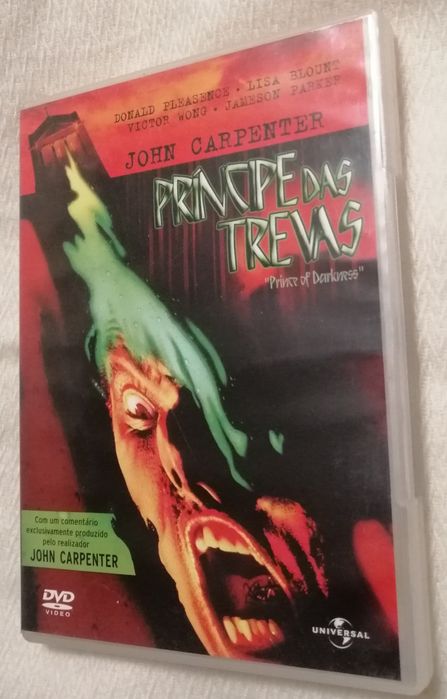 DONALD PLEASENCE · LISA BLOUNT
VICTOR WONG · JAMESON PARKER
JOHN CARPENTER
PRÍNCIPE DAS
TREVAS
"Prince of Darkness"
Com um comentário
exclusivamente produzido
pelo realizador
JOHN CARPENTER
DVD
VIDEO
UNIVERSAL